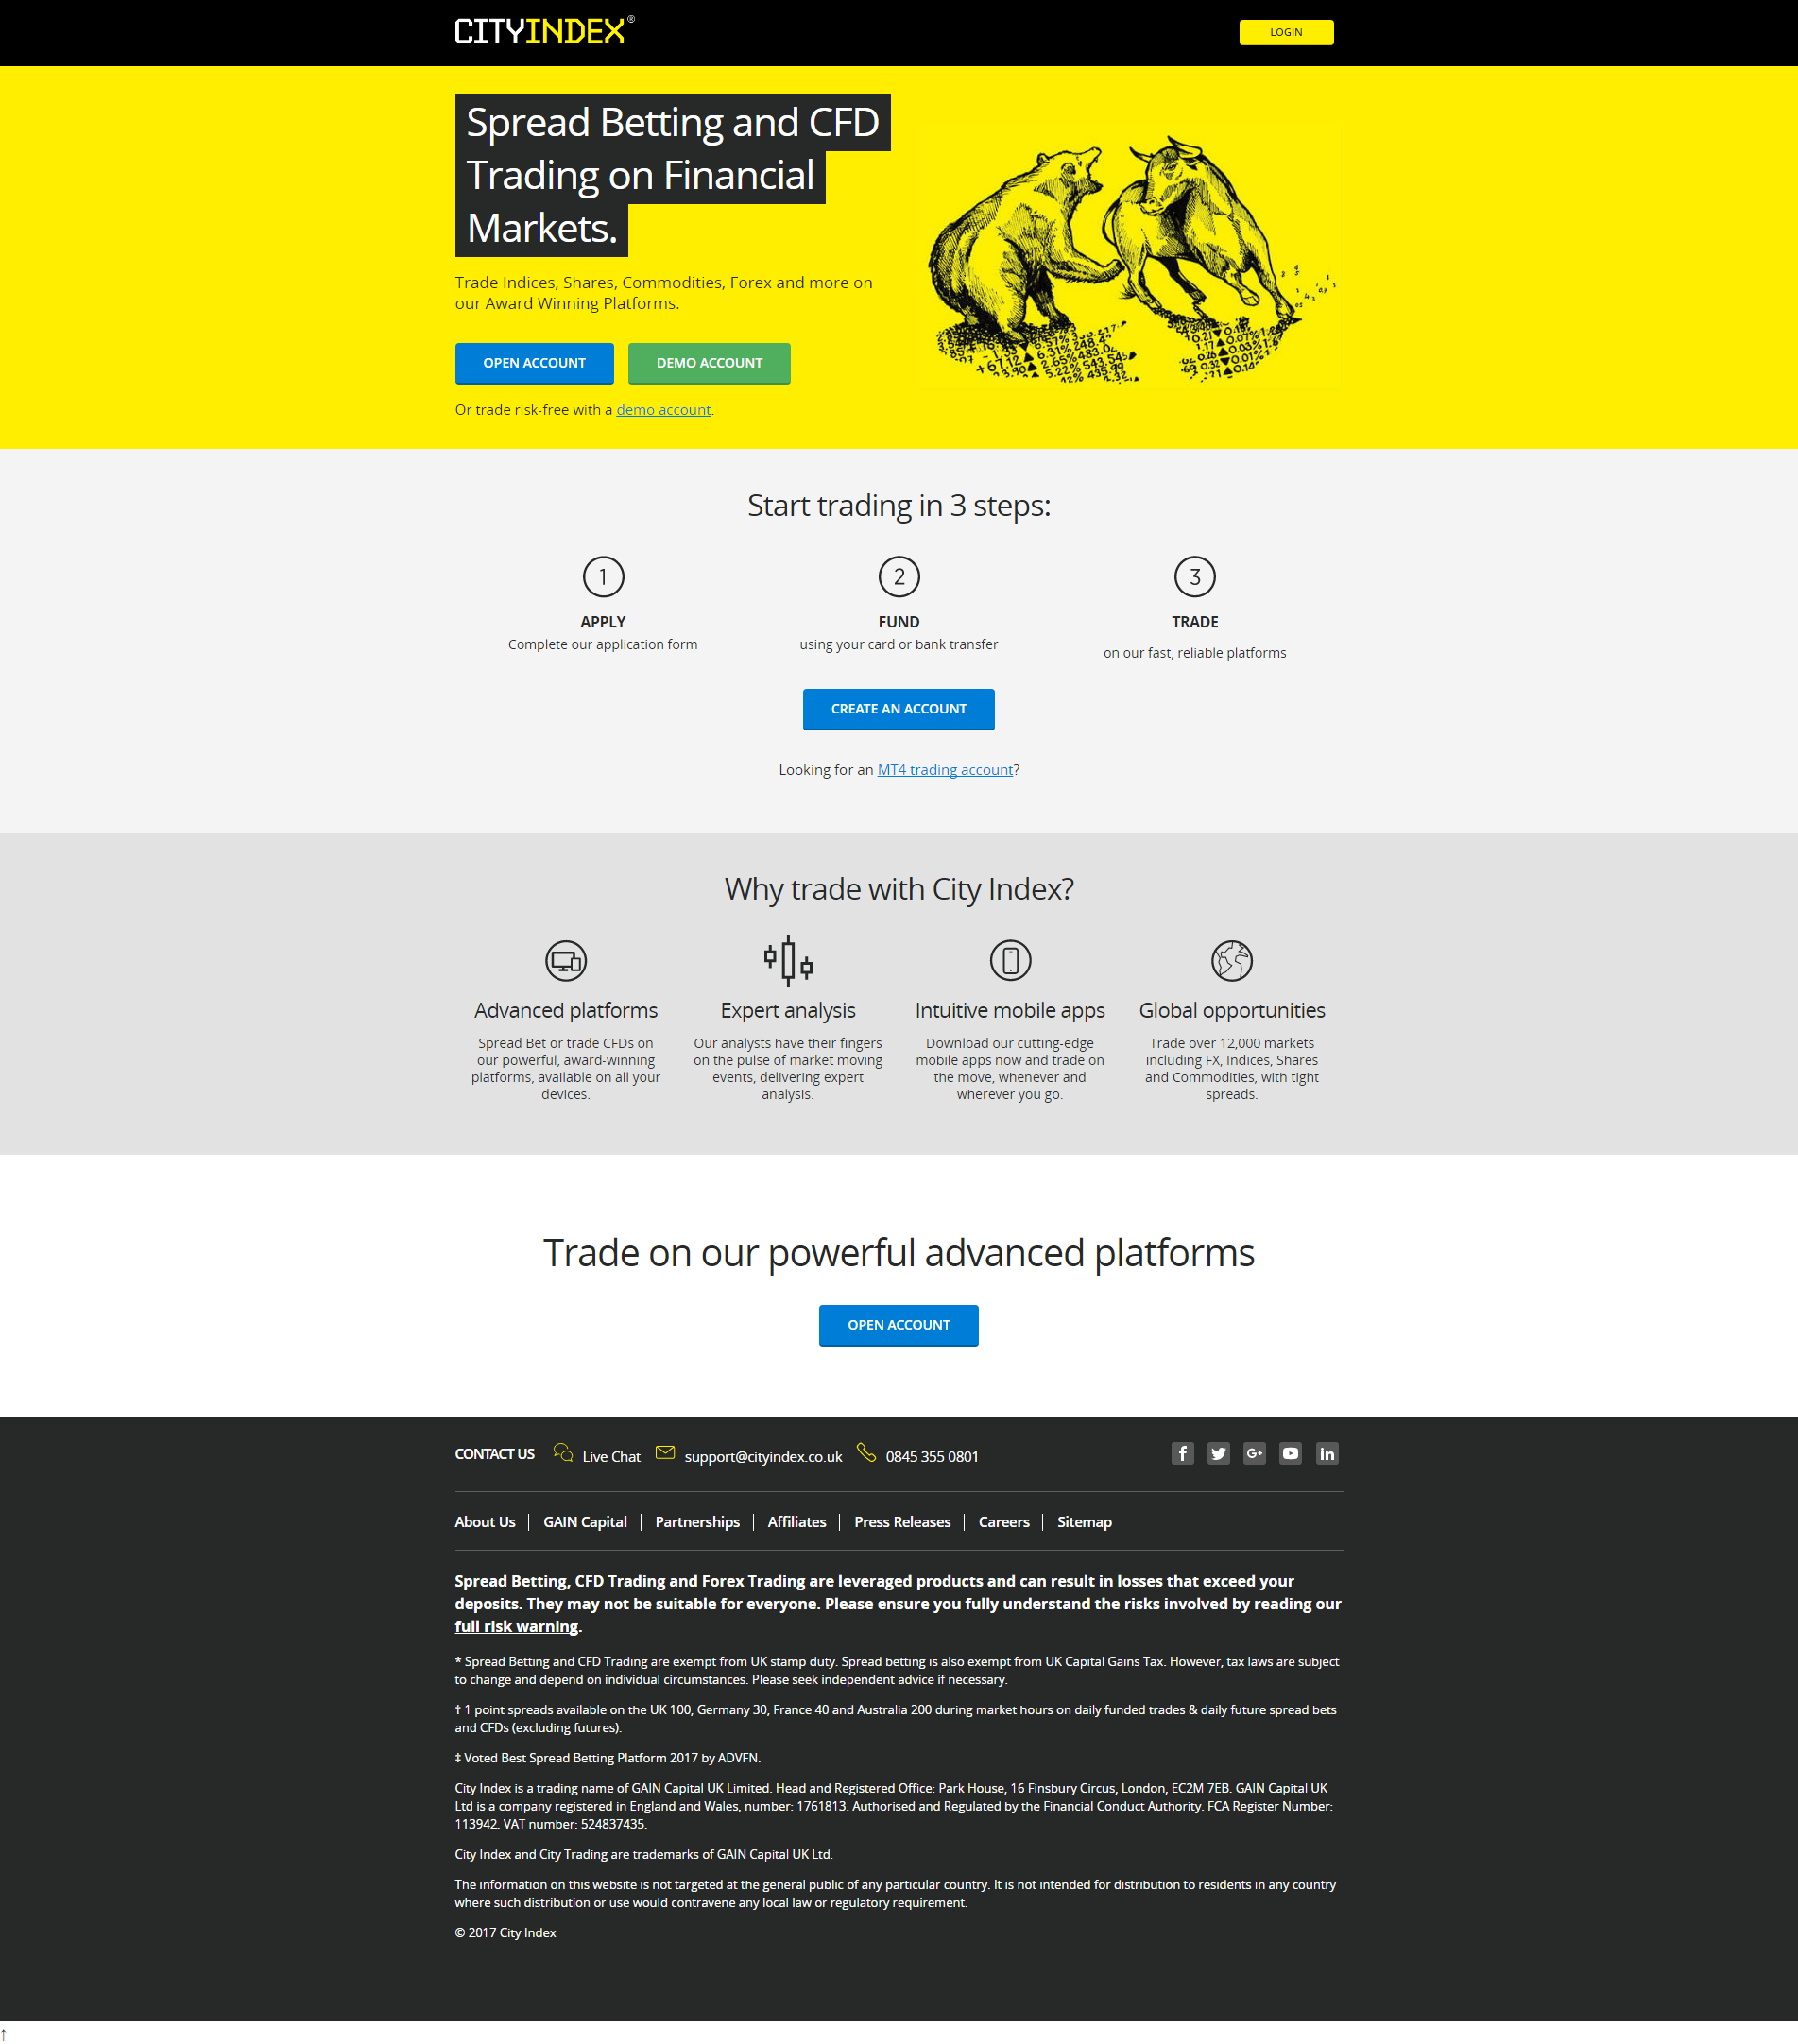 CITYINDEX®
LOGIN
Spread Betting and CFD
Trading on Financial
Markets.
Trade Indices, Shares, Commodities, Forex and more on
our Award Winning Platforms.
OPEN ACCOUNT
DEMO ACCOUNT
Or trade risk-free with a demo account.
Start trading in 3 steps:
1
2
3
APPLY
FUND
TRADE
Complete our application form
using your card or bank transfer
on our fast, reliable platforms
CREATE AN ACCOUNT
Looking for an MT4 trading account?
Why trade with City Index?
Advanced platforms
Spread Bet or trade CFDs on
our powerful, award-winning
platforms, available on all your
devices.
Expert analysis
Our analysts have their fingers
on the pulse of market moving
events, delivering expert
analysis.
Intuitive mobile apps
Download our cutting-edge
mobile apps now and trade on
the move, whenever and
wherever you go.
Global opportunities
Trade over 12,000 markets
including FX, Indices, Shares
and Commodities, with tight
spreads.
Trade on our powerful advanced platforms
OPEN ACCOUNT
CONTACT US Live Chat support@cityindex.co.uk 0845 355 0801
About Us GAIN Capital Partnerships Affiliates Press Releases Careers Sitemap
Spread Betting, CFD Trading and Forex Trading are leveraged products and can result in losses that exceed your
deposits. They may not be suitable for everyone. Please ensure you fully understand the risks involved by reading our
full risk warning.
* Spread Betting and CFD Trading are exempt from UK stamp duty. Spread betting is also exempt from UK Capital Gains Tax. However, tax laws are subject
to change and depend on individual circumstances. Please seek independent advice if necessary.
† 1 point spreads available on the UK 100, Germany 30, France 40 and Australia 200 during market hours on daily funded trades & daily future spread bets
and CFDs (excluding futures).
‡ Voted Best Spread Betting Platform 2017 by ADVFN.
City Index is a trading name of GAIN Capital UK Limited. Head and Registered Office: Park House, 16 Finsbury Circus, London, EC2M 7EB. GAIN Capital UK
Ltd is a company registered in England and Wales, number: 1761813. Authorised and Regulated by the Financial Conduct Authority. FCA Register Number:
113942. VAT number: 524837435.
City Index and City Trading are trademarks of GAIN Capital UK Ltd.
The information on this website is not targeted at the general public of any particular country. It is not intended for distribution to residents in any country
where such distribution or use would contravene any local law or regulatory requirement.
© 2017 City Index
↑